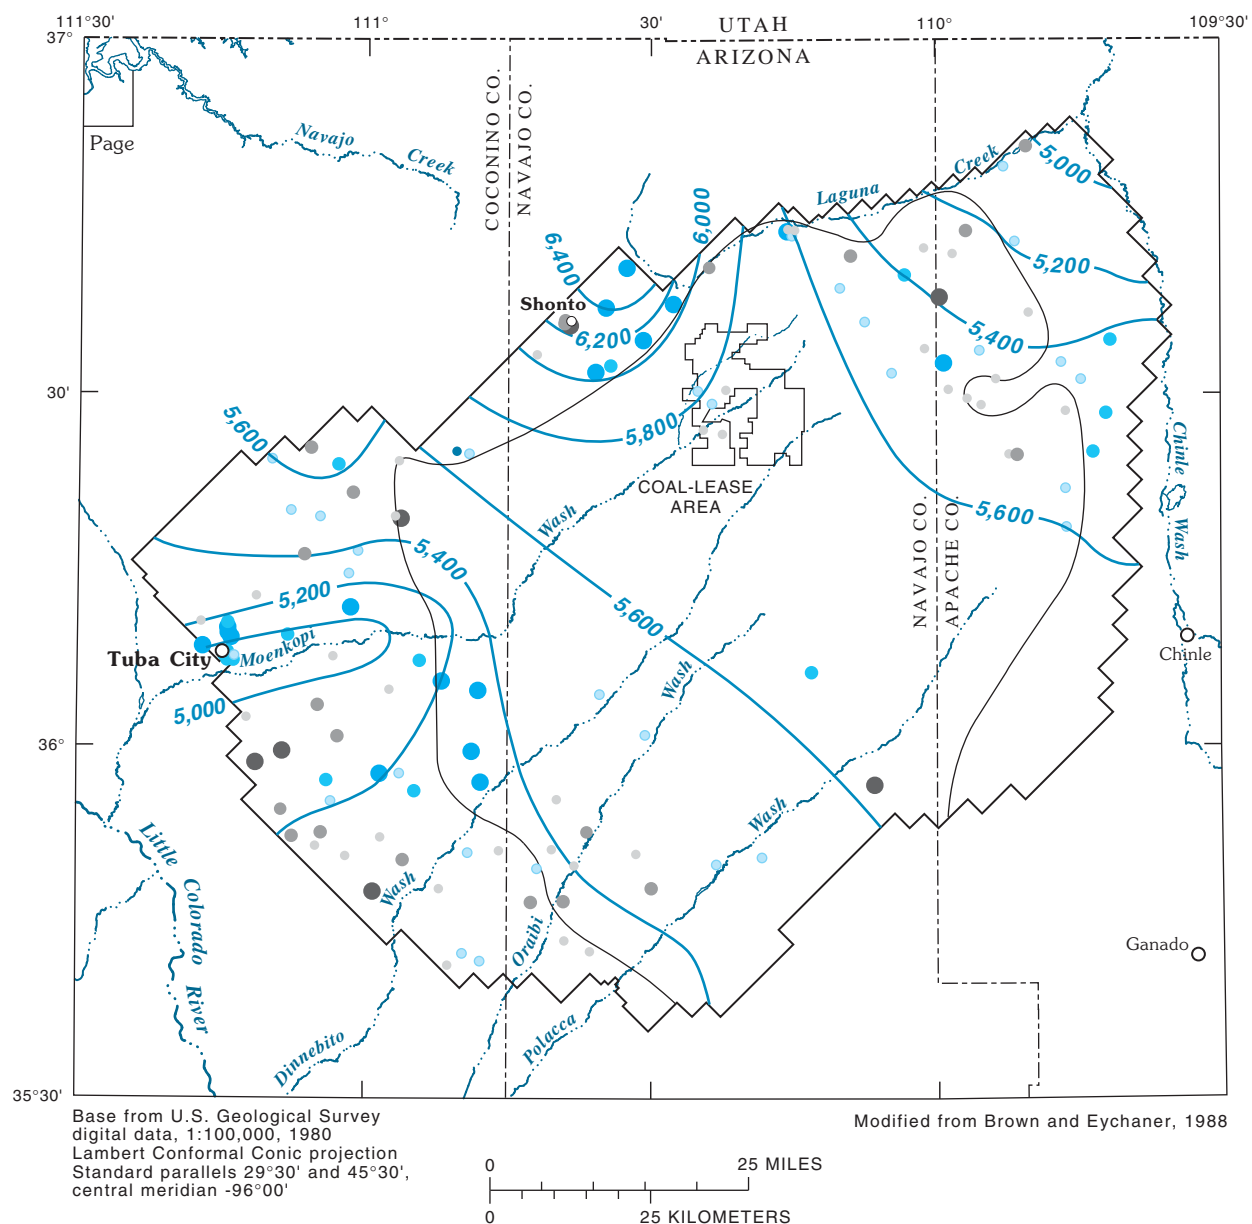 111°30'
111°
30'
UTAH
110°
109°30'
37°
ARIZONA
COCONINO CO.
NAVAJO CO.
Page
Navajo
Creek
Laguna
Creek
5,000
6,000
6,400
5,200
Shonto
6,200
5,400
30'
5,600
5,800
COAL-LEASE
AREA
Chinle
Wash
Wash
5,600
NAVAJO CO.
APACHE CO.
5,400
5,200
5,600
Moenkopi
Tuba City
Chinle
Wash
5,000
36°
Wash
Little
Colorado
River
Wash
Oraibi
Ganado
Dinnebito
Polacca
35°30'
Base from U.S. Geological Survey
digital data, 1:100,000, 1980
Lambert Conformal Conic projection
Standard parallels 29°30' and 45°30',
central meridian -96°00'
Modified from Brown and Eychaner, 1988
0
25 MILES
0
25 KILOMETERS